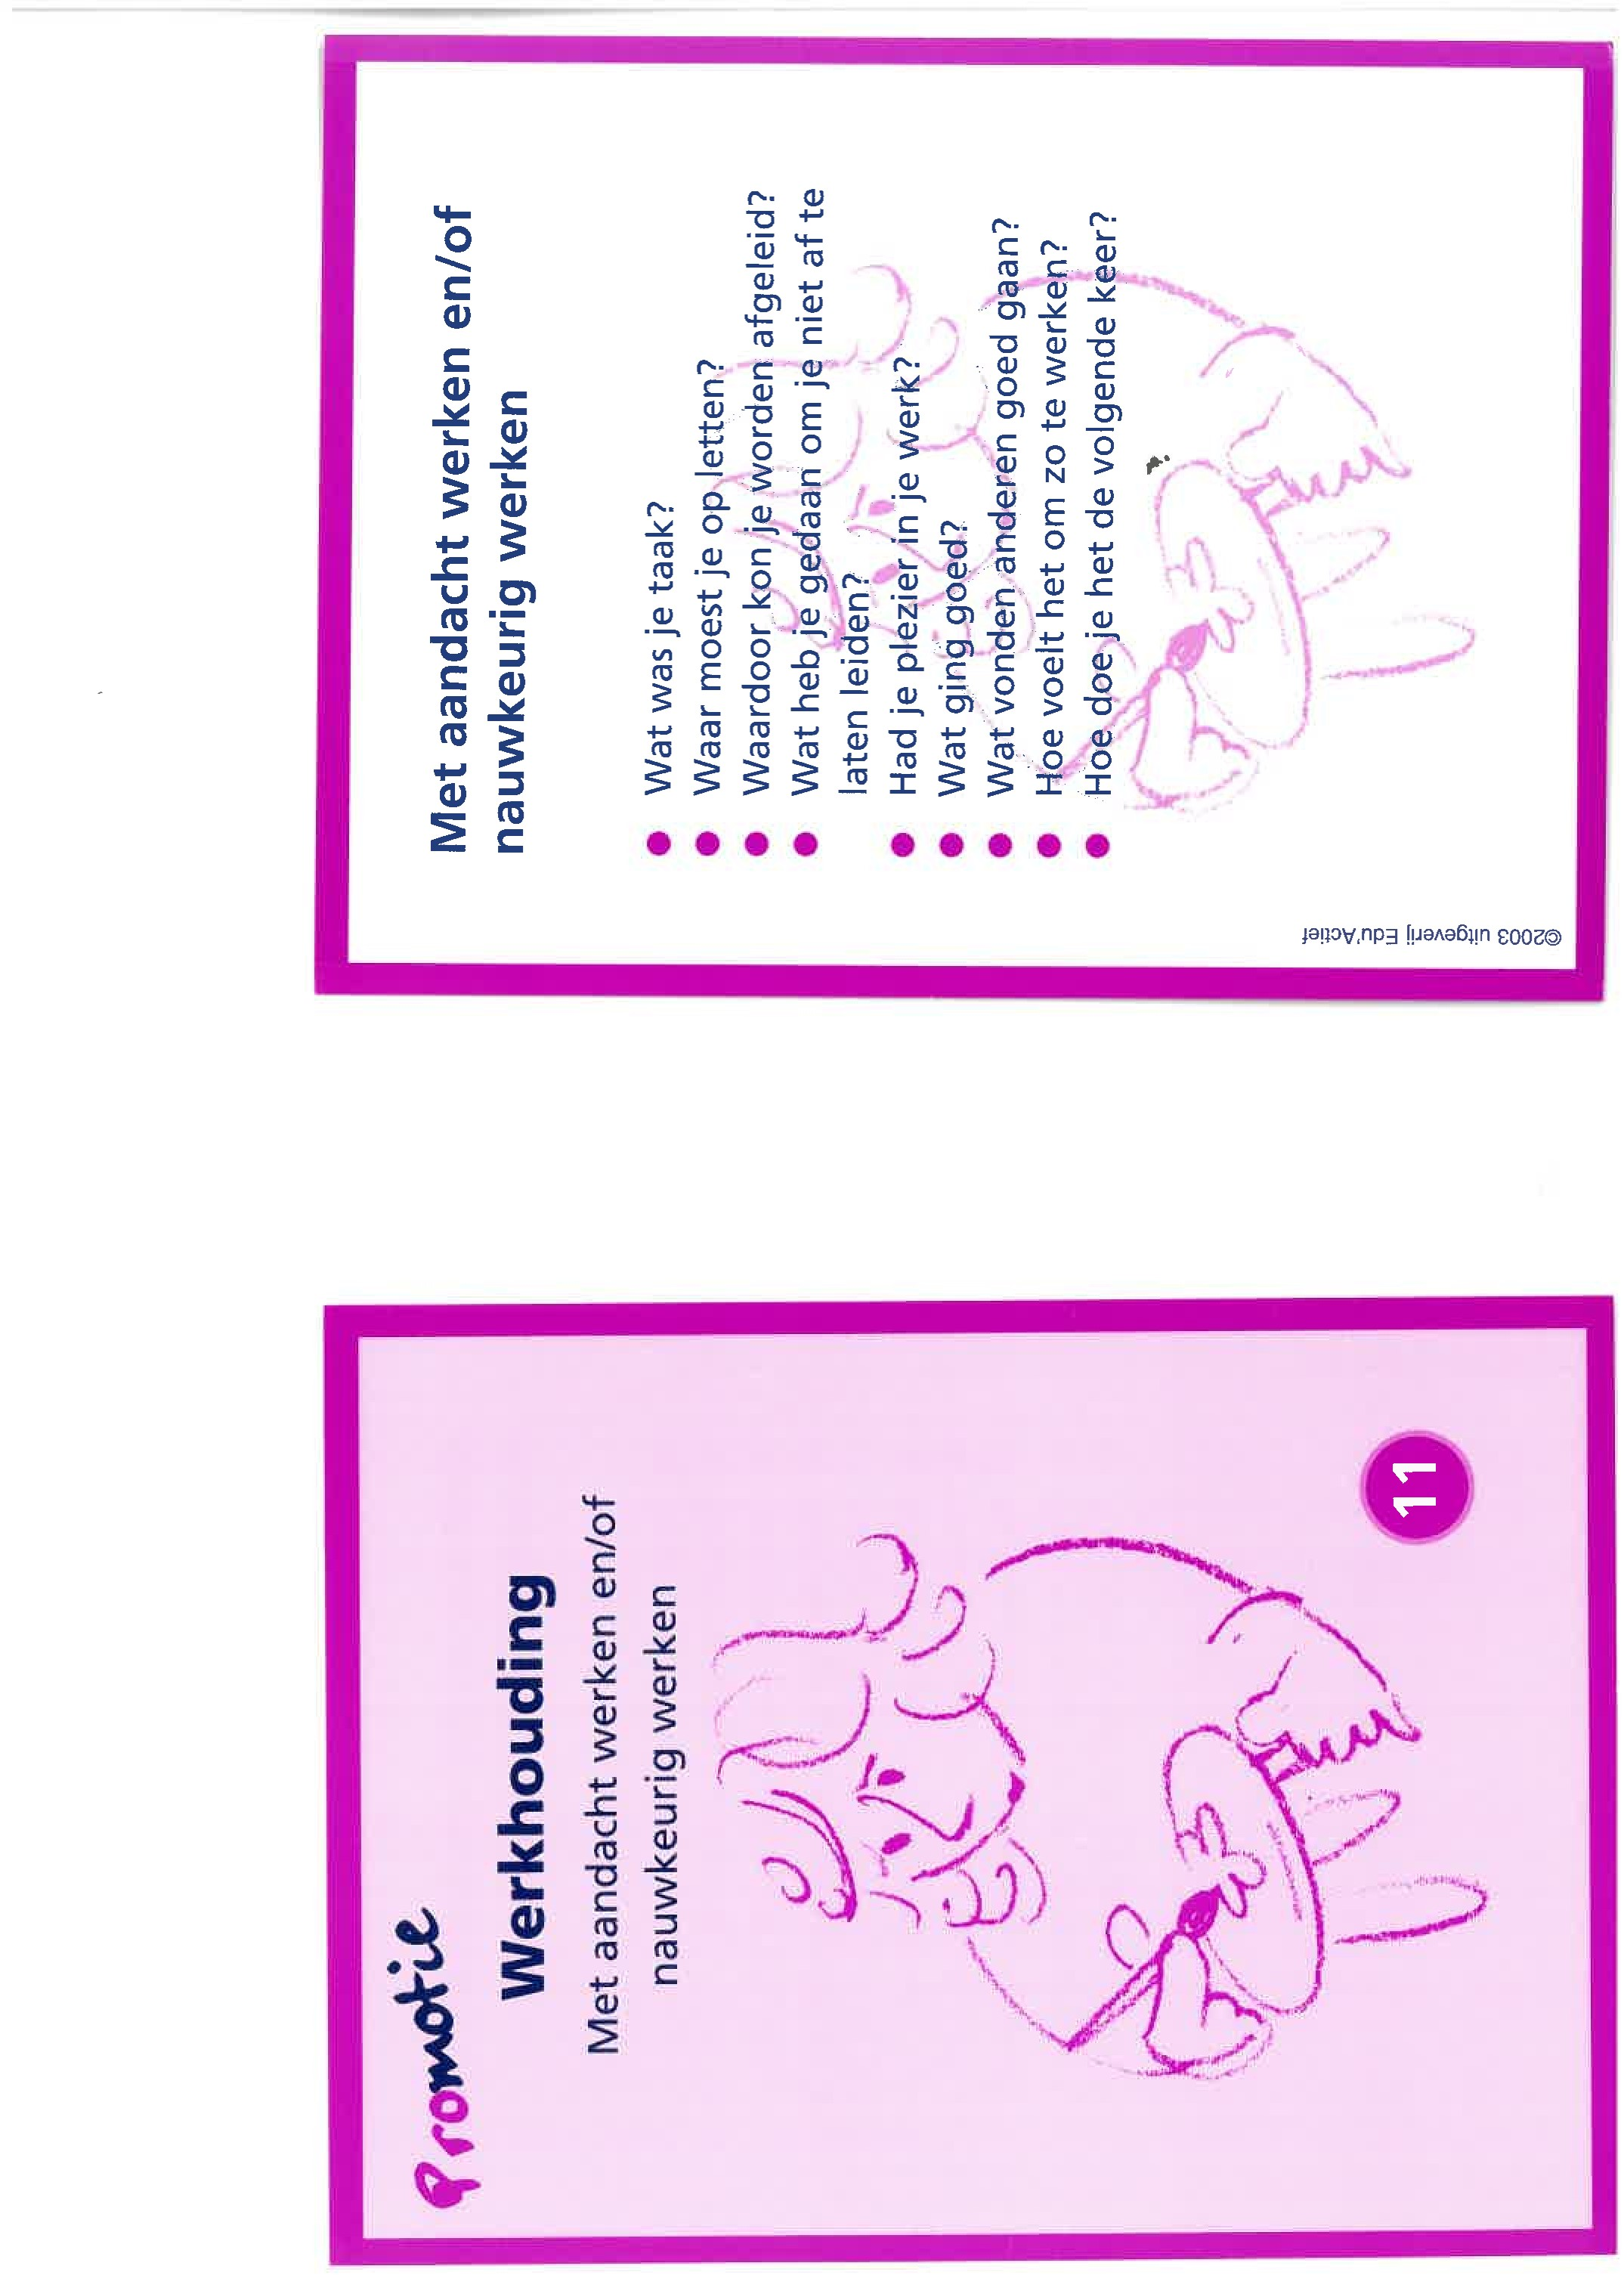 Promotie
Werkhouding
Met aandacht werken en/of
nauwkeurig werken
11
Met aandacht werken en/of
nauwkeurig werken
● Wat was je taak?
● Waar moest je op letten?
● Waardoor kon je worden afgeleid?
● Wat heb je gedaan om je niet af te
laten leiden?
● Had je plezier in je werk?
● Wat ging goed?
● Wat vonden anderen goed gaan?
● Hoe voelt het om zo te werken?
● Hoe doe je het de volgende keer?
©2003 uitgeverij Edu'Actief